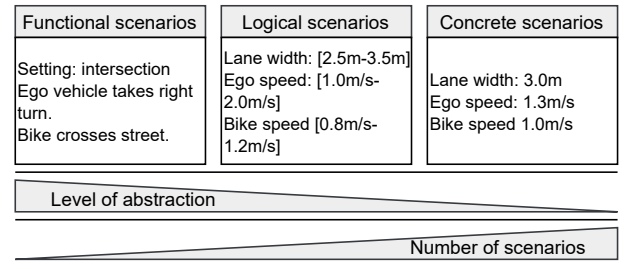 Functional scenarios
Setting: intersection
Ego vehicle takes right
turn.
Bike crosses street.
Logical scenarios
Lane width: [2.5m-3.5m]
Ego speed: [1.0m/s-
2.0m/s]
Bike speed [0.8m/s-
1.2m/s]
Concrete scenarios
Lane width: 3.0m
Ego speed: 1.3m/s
Bike speed 1.0m/s
Level of abstraction
Number of scenarios